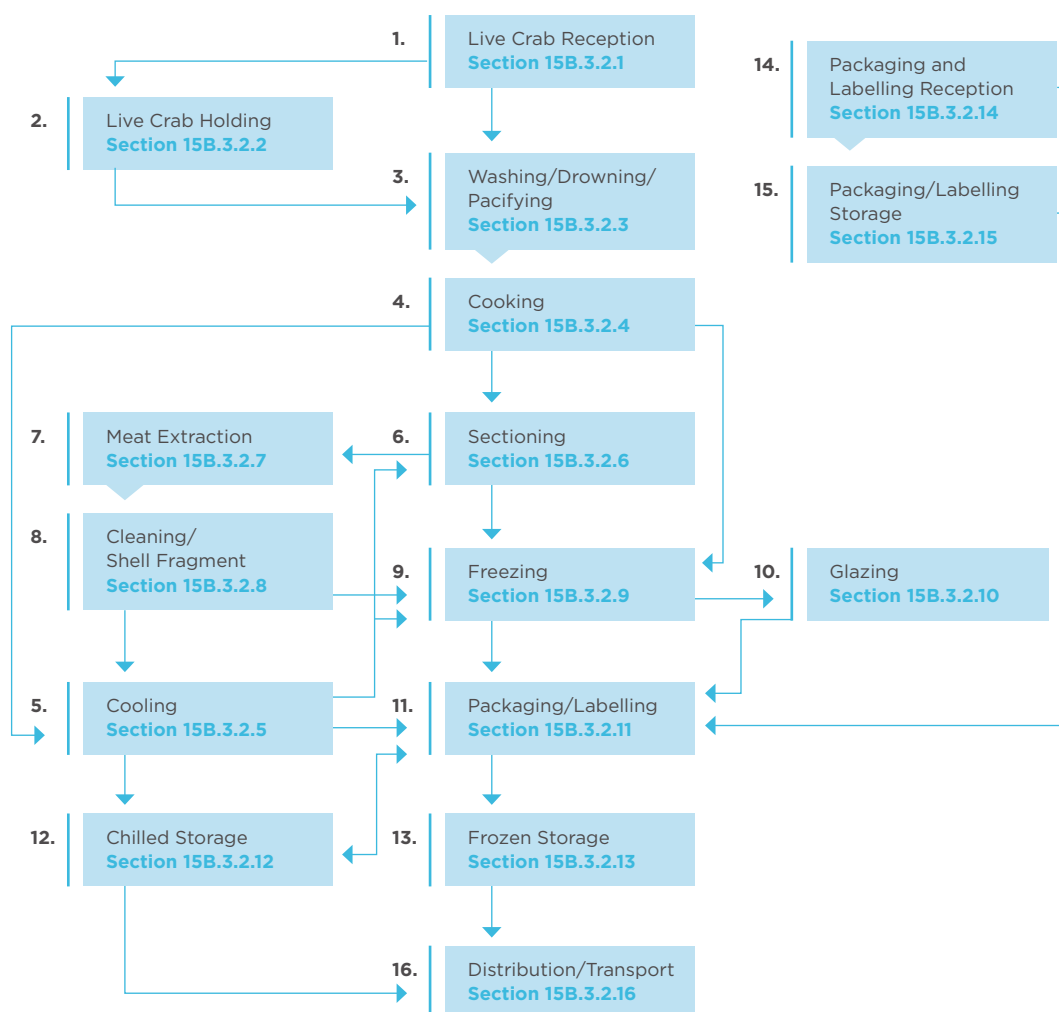 1.
Live Crab Reception
Section 15B.3.2.1
14.
Packaging and
Labelling Reception
Section 15B.3.2.14
2.
Live Crab Holding
Section 15B.3.2.2
3.
Washing/Drowning/
Pacifying
Section 15B.3.2.3
15.
Packaging/Labelling
Storage
Section 15B.3.2.15
4.
Cooking
Section 15B.3.2.4
7.
Meat Extraction
Section 15B.3.2.7
6.
Sectioning
Section 15B.3.2.6
8.
Cleaning/
Shell Fragment
Section 15B.3.2.8
9.
Freezing
Section 15B.3.2.9
10.
Glazing
Section 15B.3.2.10
5.
Cooling
Section 15B.3.2.5
11.
Packaging/Labelling
Section 15B.3.2.11
12.
Chilled Storage
Section 15B.3.2.12
13.
Frozen Storage
Section 15B.3.2.13
16.
Distribution/Transport
Section 15B.3.2.16